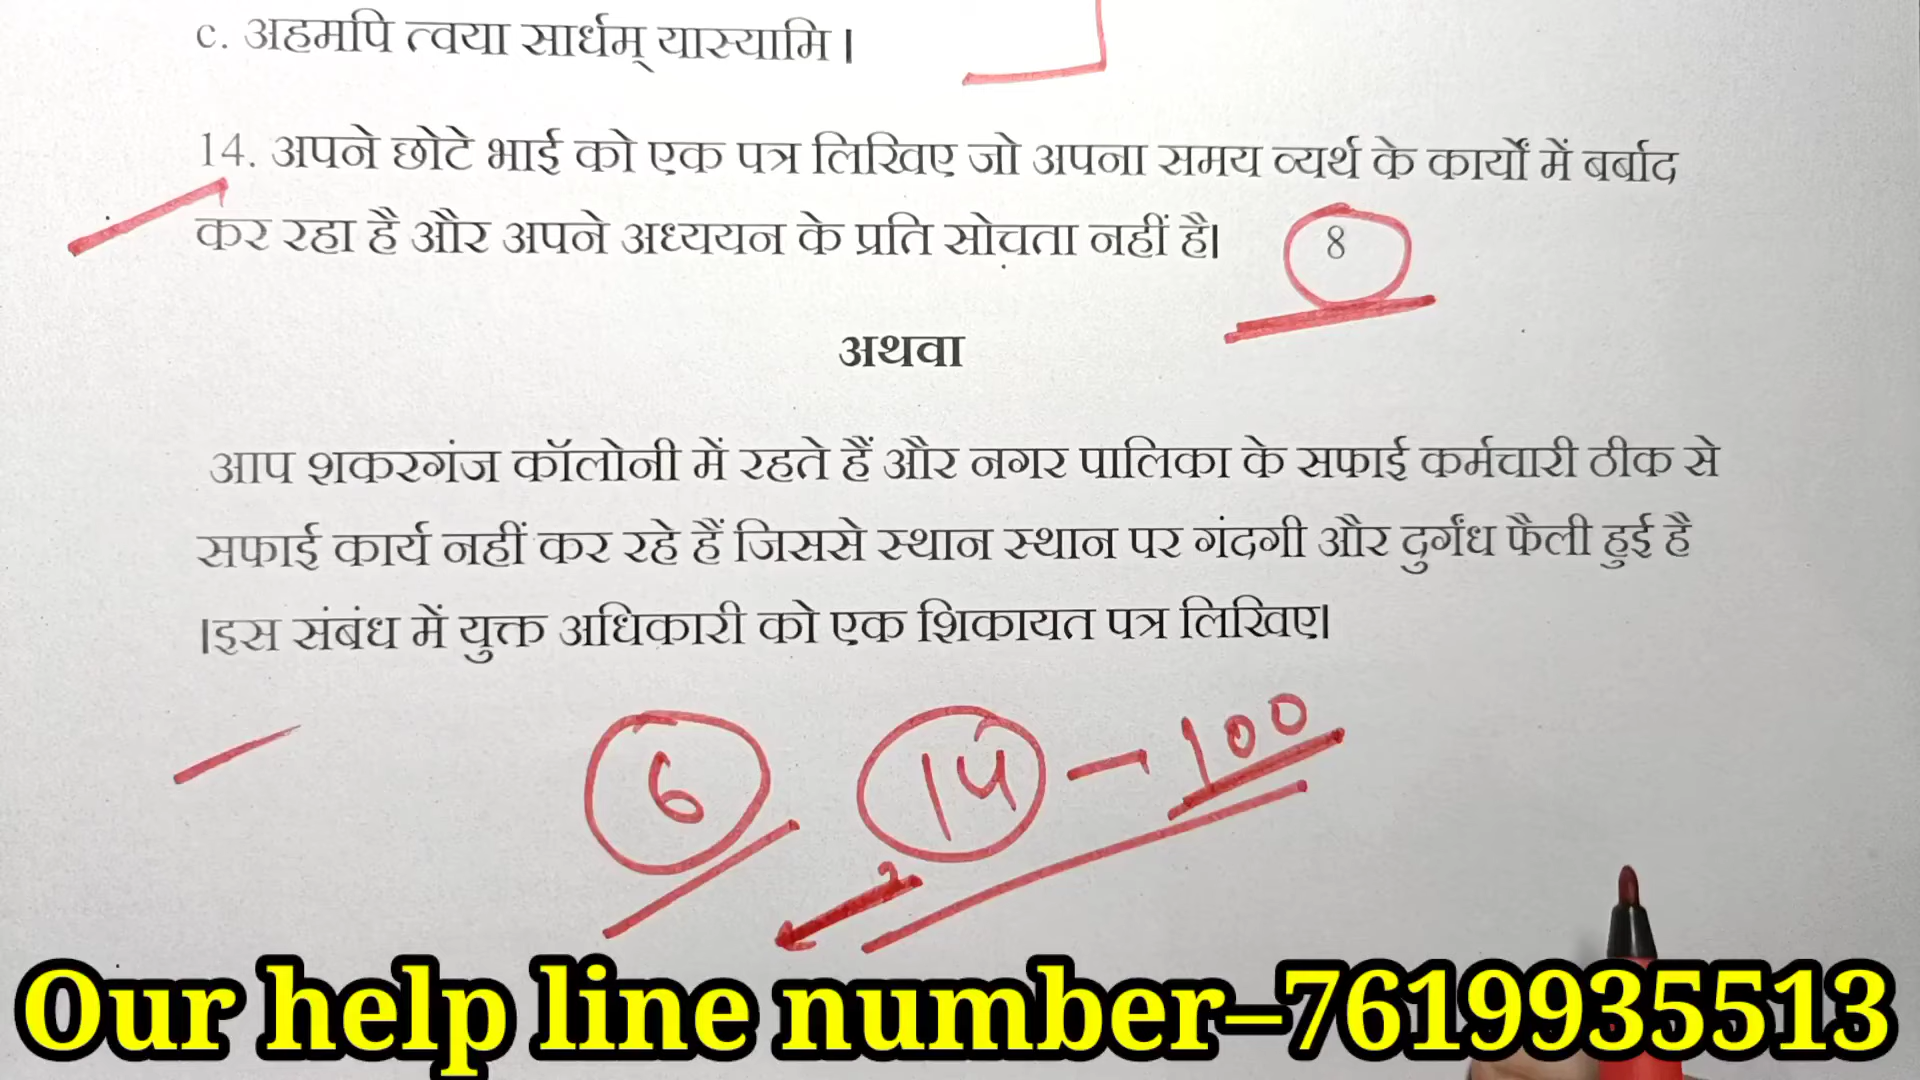 c. अहमपि त्वया सार्धम् यास्यामि ।
14. अपने छोटे भाई को एक पत्र लिखिए जो अपना समय व्यर्थ के कार्यों में बर्बाद
कर रहा है और अपने अध्ययन के प्रति सोचता नहीं है। 8
अथवा
आप शकरगंज कॉलोनी में रहते हैं और नगर पालिका के सफाई कर्मचारी ठीक से
सफाई कार्य नहीं कर रहे हैं जिससे स्थान स्थान पर गंदगी और दुर्गंध फैली हुई है
।इस संबंध में युक्त अधिकारी को एक शिकायत पत्र लिखिए।
6 14 – 100
2
Our help line number–7619935513